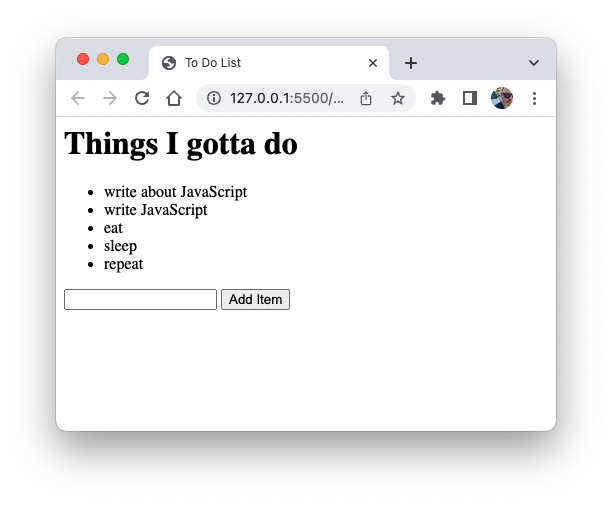 To Do List
127.0.0.1:5500/...
Things I gotta do
write about JavaScript
write JavaScript
eat
sleep
repeat
Add Item